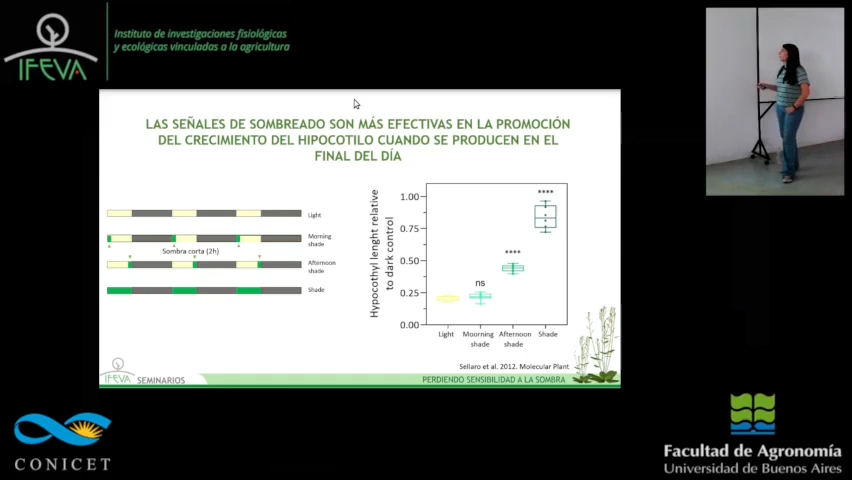 Instituto de investigaciones fisiológicas
y ecológicas vinculadas a la agricultura
IFEVA
LAS SEÑALES DE SOMBREADO SON MÁS EFECTIVAS EN LA PROMOCIÓN
DEL CRECIMIENTO DEL HIPOCOTILO CUANDO SE PRODUCEN EN EL
FINAL DEL DÍA
Light
Morning
shade
Sombra corta (2h)
Afternoon
shade
Shade
Hypocothyl lenght relative
to dark control
1.00
0.75
0.50
0.25
0.00
ns
****
****
Light
Moorning
shade
Afternoon
shade
Shade
Sellaro et al. 2012. Molecular Plant
IFEVA SEMINARIOS
PERDIENDO SENSIBILIDAD A LA SOMBRA
CONICET
Facultad de Agronomía
Universidad de Buenos Aires